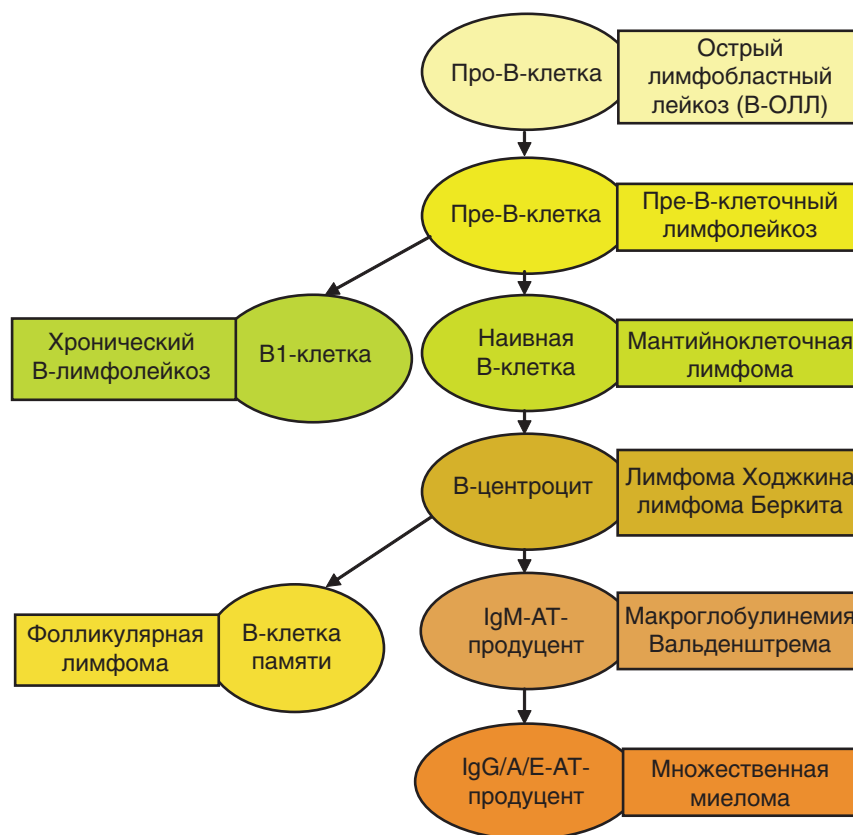 Про-В-клетка
Острый
лимфобластный
лейкоз (В-ОЛЛ)
Пре-В-клетка
Пре-В-клеточный
лимфолейкоз
Хронический
В-лимфолейкоз
В1-клетка
Наивная
В-клетка
Мантийноклеточная
лимфома
В-центроцит
Лимфома Ходжкина
лимфома Беркита
Фолликулярная
лимфома
В-клетка
памяти
IgM-АТ-
продуцент
Макроглобулинемия
Вальденштрема
IgG/A/E-АТ-
продуцент
Множественная
миелома